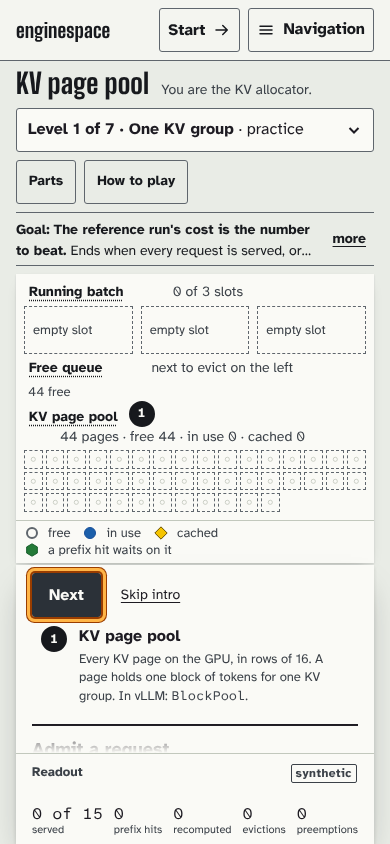 enginespace
Start →
Navigation
KV page pool
You are the KV allocator.
Level 1 of 7 · One KV group · practice
Parts
How to play
Goal: The reference run's cost is the number
to beat. Ends when every request is served, or...
more
Running batch
0 of 3 slots
empty slot
empty slot
empty slot
Free queue
next to evict on the left
44 free
KV page pool
1
44 pages · free 44 · in use 0 · cached 0
free
in use
cached
a prefix hit waits on it
Next
Skip intro
1
KV page pool
Every KV page on the GPU, in rows of 16. A
page holds one block of tokens for one KV
group. In vLLM: BlockPool.
Admit a request
Readout
synthetic
0 of 15
served
0
prefix hits
0
recomputed
0
evictions
0
preemptions